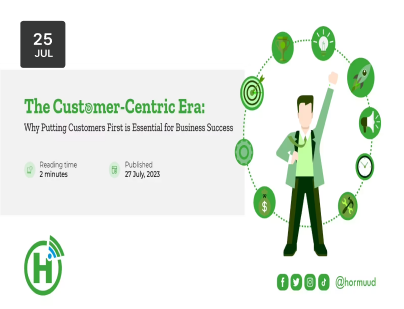 25
JUL
The Customer-Centric Era:
Why Putting Customers First is Essential for Business Success
Reading time
2 minutes
Published
27 July, 2023
H
$
@hormuud